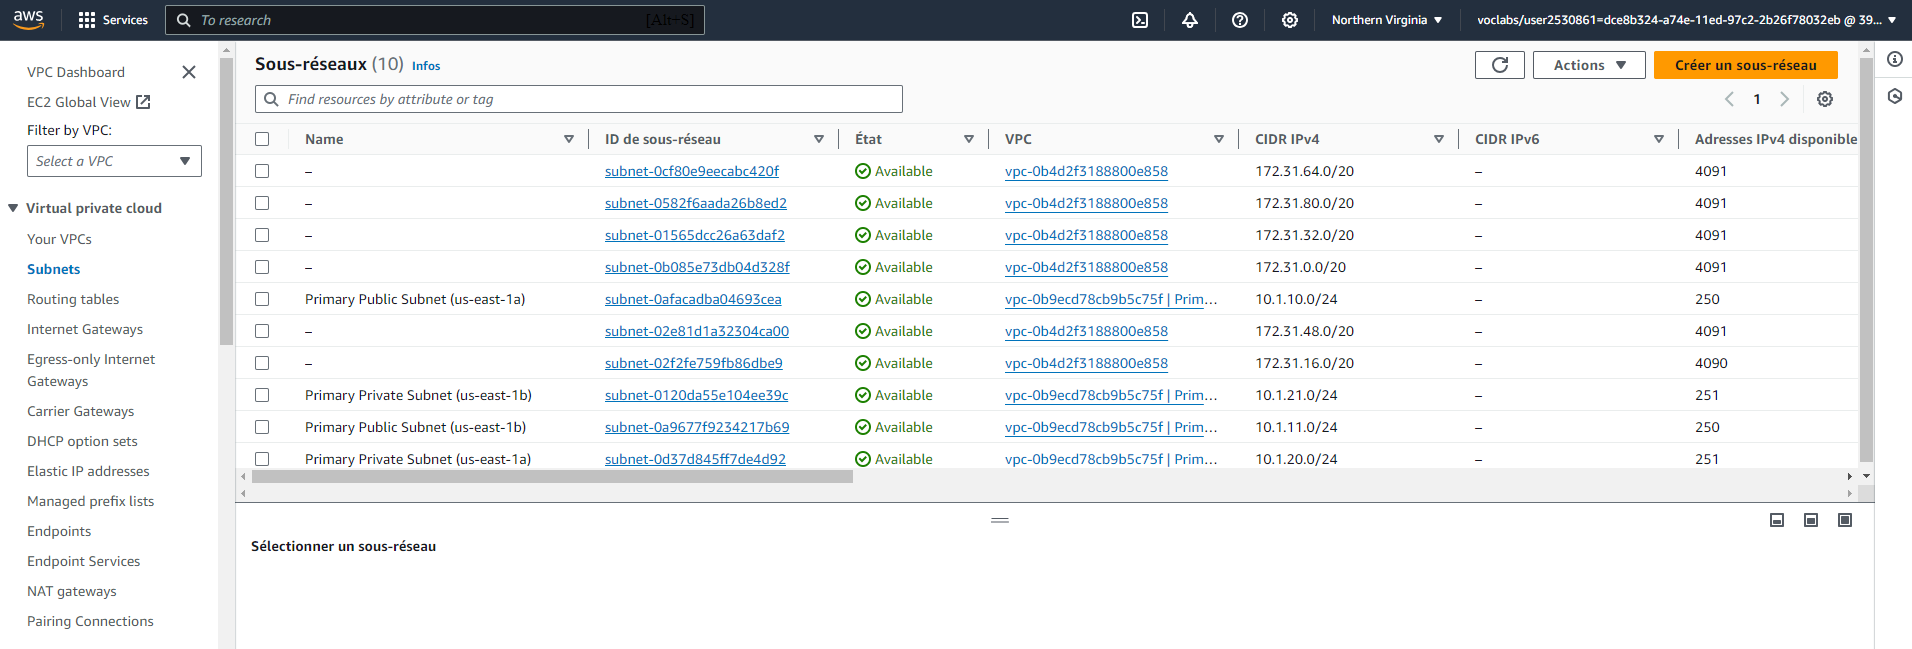 aws Services To research [Alt+S] Northern Virginia voclabs/user2530861=dce8b324-a74e-11ed-97c2-2b26f78032eb @ 39...
VPC Dashboard
EC2 Global View
Filter by VPC:
Select a VPC
Virtual private cloud
Your VPCs
Subnets
Routing tables
Internet Gateways
Egress-only Internet
Gateways
Carrier Gateways
DHCP option sets
Elastic IP addresses
Managed prefix lists
Endpoints
Endpoint Services
NAT gateways
Pairing Connections
Sous-réseaux (10) Infos
Actions Créer un sous-réseau
Find resources by attribute or tag
1
Name ID de sous-réseau État VPC CIDR IPv4 CIDR IPv6 Adresses IPv4 disponible
– subnet-0cf80e9eecabc420f Available vpc-0b4d2f3188800e858 172.31.64.0/20 – 4091
– subnet-0582f6aada26b8ed2 Available vpc-0b4d2f3188800e858 172.31.80.0/20 – 4091
– subnet-01565dcc26a63daf2 Available vpc-0b4d2f3188800e858 172.31.32.0/20 – 4091
– subnet-0b085e73db04d328f Available vpc-0b4d2f3188800e858 172.31.0.0/20 – 4091
Primary Public Subnet (us-east-1a) subnet-0afacadba04693cea Available vpc-0b9ecd78cb9b5c75f | Prim... 10.1.10.0/24 – 250
– subnet-02e81d1a32304ca00 Available vpc-0b4d2f3188800e858 172.31.48.0/20 – 4091
– subnet-02f2fe759fb86dbe9 Available vpc-0b4d2f3188800e858 172.31.16.0/20 – 4090
Primary Private Subnet (us-east-1b) subnet-0120da55e104ee39c Available vpc-0b9ecd78cb9b5c75f | Prim... 10.1.21.0/24 – 251
Primary Public Subnet (us-east-1b) subnet-0a9677f9234217b69 Available vpc-0b9ecd78cb9b5c75f | Prim... 10.1.11.0/24 – 250
Primary Private Subnet (us-east-1a) subnet-0d37d845ff7de4d92 Available vpc-0b9ecd78cb9b5c75f | Prim... 10.1.20.0/24 – 251
Sélectionner un sous-réseau